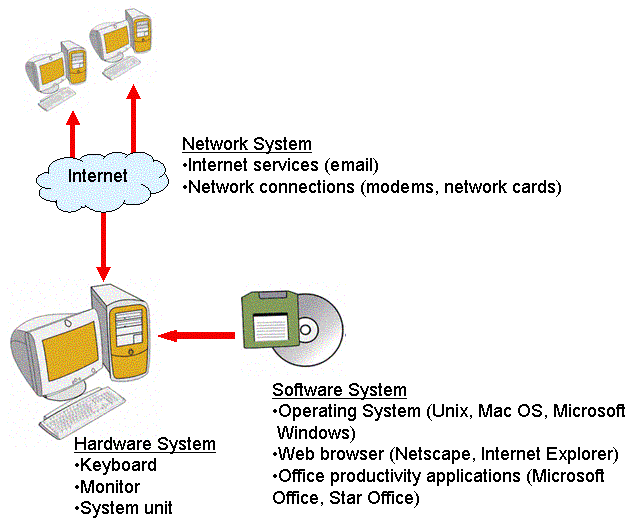 Network System
•Internet services (email)
•Network connections (modems, network cards)
Internet
Software System
•Operating System (Unix, Mac OS, Microsoft
Windows)
•Web browser (Netscape, Internet Explorer)
•Office productivity applications (Microsoft
Office, Star Office)
Hardware System
•Keyboard
•Monitor
•System unit